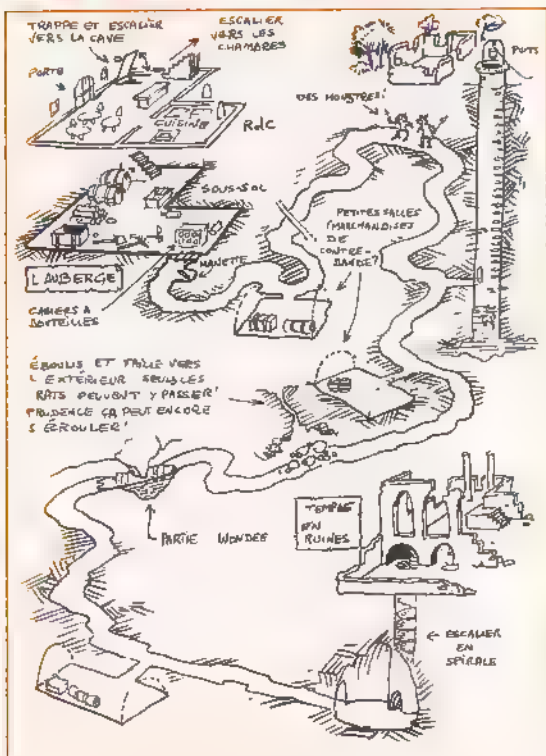 TRAPPE ET ESCALIER
VERS LA CAVE
ESCALIER
VERS LES
CHAMBRES
PORTE
CUISINE
RdC
PUITS
DES MONSTRES!
SOUS-SOL
PETITES SALLES
(MARCHANDISES
DE
CONTRE-
BANDE?)
MANETTE
L'AUBERGE
CASIERS A
BOUTEILLES
ÉBOULIS ET FAILLE VERS
L'EXTÉRIEUR SEULS LES
RATS PEUVENT Y PASSER!
PRUDENCE ÇA PEUT ENCORE
S'ÉCROULER!
PARTIE INONDÉE
TEMPLE
EN
RUINES
ESCALIER
EN
SPIRALE